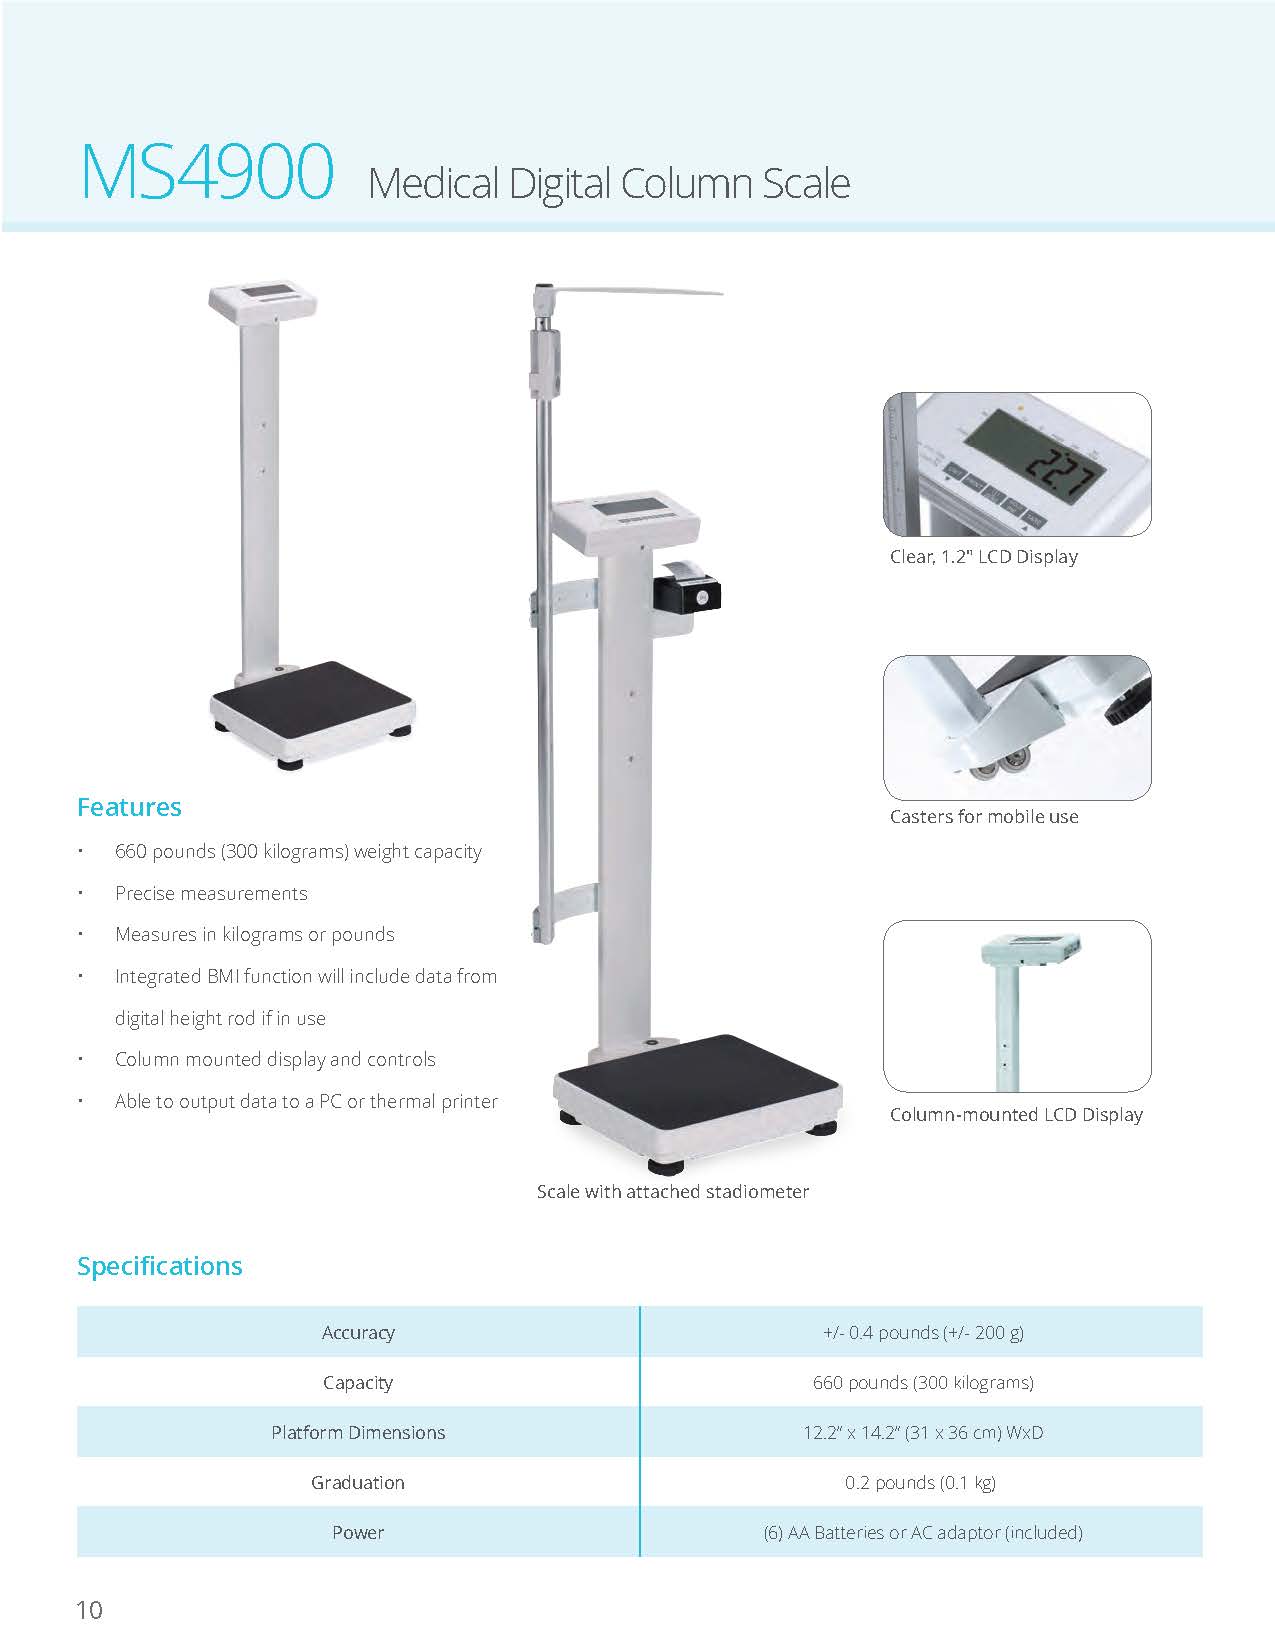 MS4900 Medical Digital Column Scale
22.7
Clear, 1.2" LCD Display
Casters for mobile use
Column-mounted LCD Display
Features
• 660 pounds (300 kilograms) weight capacity
• Precise measurements
• Measures in kilograms or pounds
• Integrated BMI function will include data from
digital height rod if in use
• Column mounted display and controls
• Able to output data to a PC or thermal printer
Scale with attached stadiometer
Specifications
Accuracy +/- 0.4 pounds (+/- 200 g)
Capacity 660 pounds (300 kilograms)
Platform Dimensions 12.2” x 14.2” (31 x 36 cm) WxD
Graduation 0.2 pounds (0.1 kg)
Power (6) AA Batteries or AC adaptor (included)
10